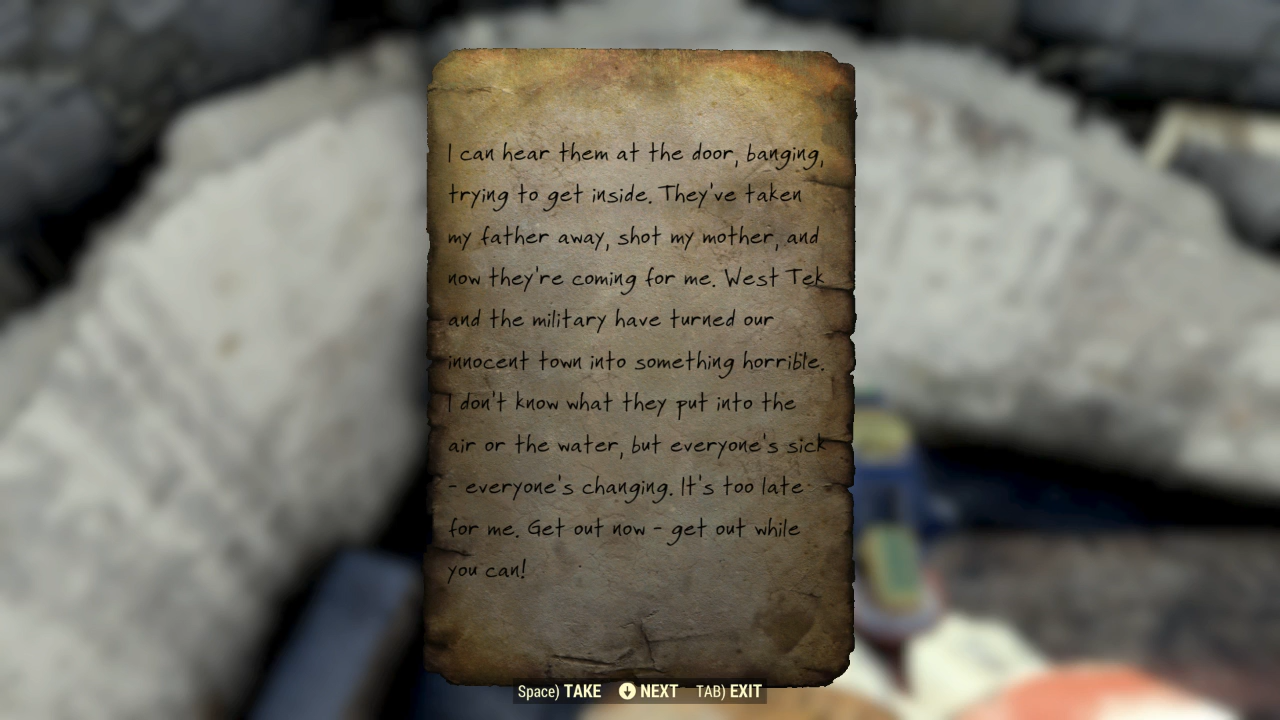 I can hear them at the door, banging,
trying to get inside. They've taken
my father away, shot my mother, and
now they're coming for me. West Tek
and the military have turned our
innocent town into something horrible.
I don't know what they put into the
air or the water, but everyone's sick
- everyone's changing. It's too late
for me. Get out now - get out while
you can!
Space) TAKE NEXT TAB) EXIT